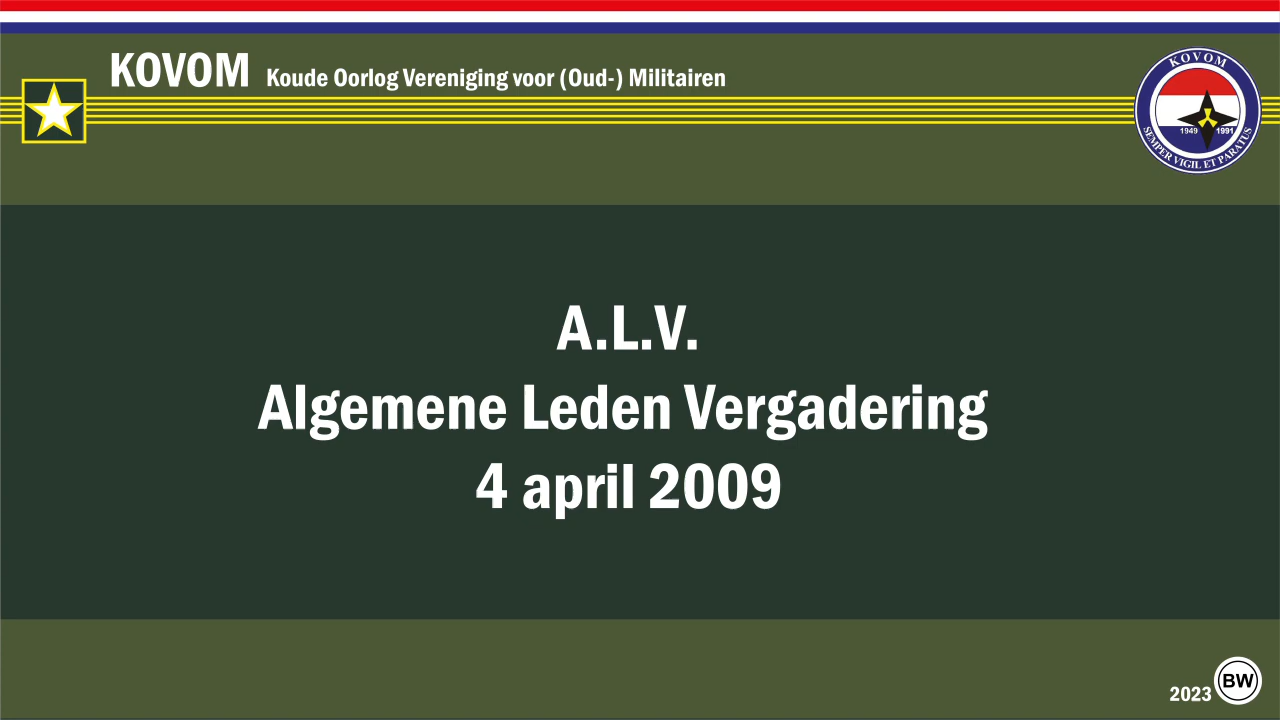 KOVOM Koude Oorlog Vereniging voor (Oud-) Militairen
KOVOM
1949 1991
SEMPER VIGIL ET PARATUS
A.L.V.
Algemene Leden Vergadering
4 april 2009
2023 BW